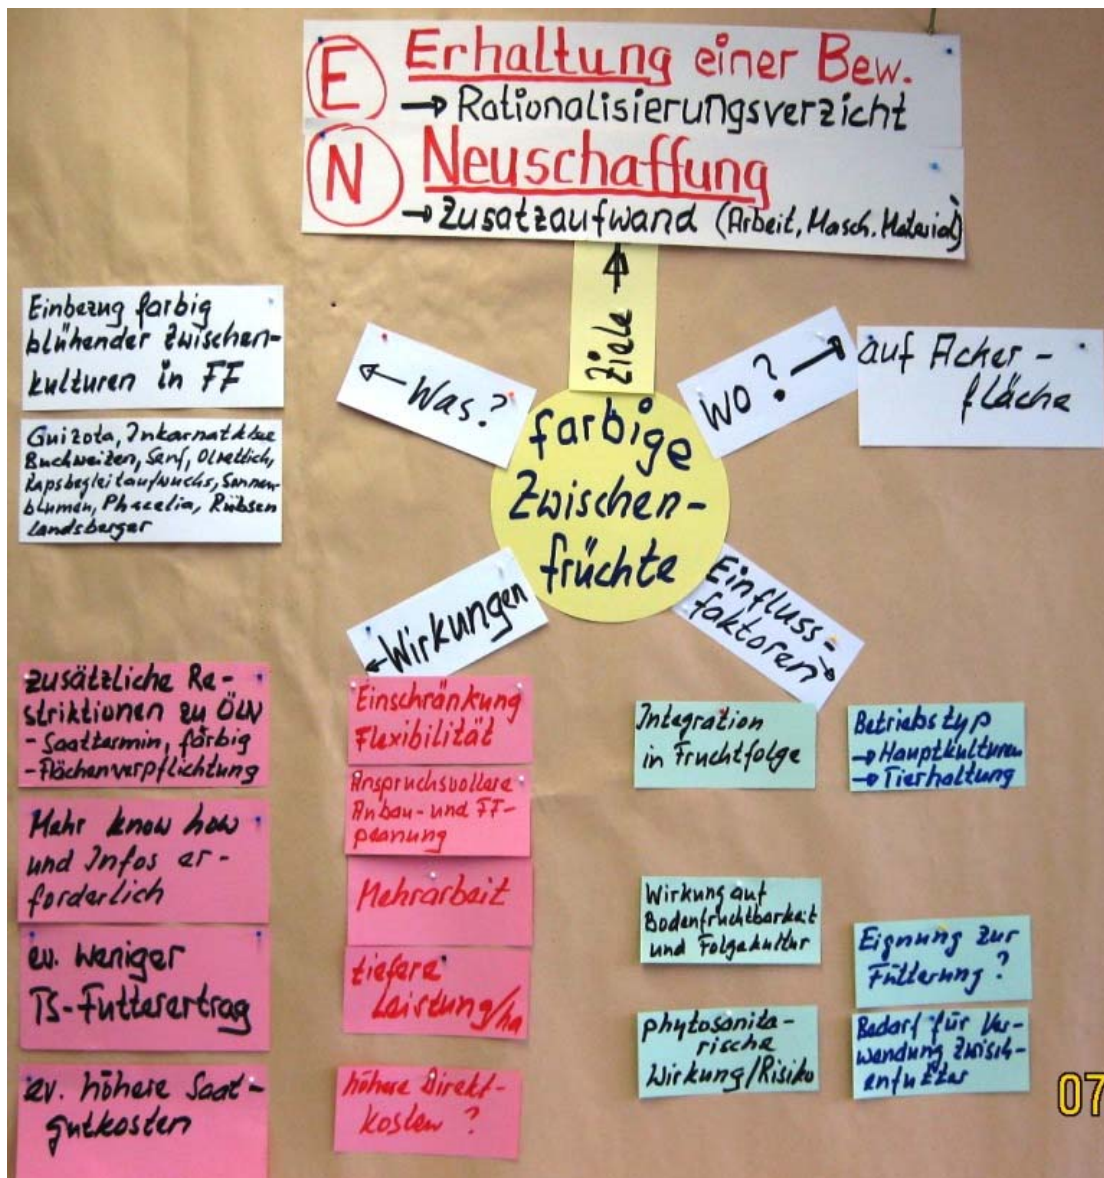 E Erhaltung einer Bew.
→ Rationalisierungsverzicht
N Neuschaffung
→ Zusatzaufwand (Arbeit, Masch. Material)
Ziele →
Einbezug farbig
blühender Zwischen-
kulturen in FF
Guizota, Inkarnatklee
Buchweizen, Senf, Ölrettich,
Rapsbegleitaufwuchs, Sonnen-
blumen, Phacelia, Rübsen
Landsberger
← Was?
Wo? →
auf Acker-
fläche
farbige
Zwischen-
früchte
← Wirkungen
Einfluss-
faktoren →
zusätzliche Re-
striktionen zu ÖLN
- Saattermin, farbig
- Flächenverpflichtung
Mehr know how
und Infos er-
forderlich
ev. weniger
TS-Futterertrag
ev. höhere Saat-
gutkosten
Einschränkung
Flexibilität
Anspruchsvollere
Anbau- und FF-
planung
Mehrarbeit
tiefere
Leistung/ha
höhere Direkt-
kosten ?
Integration
in Fruchtfolge
Wirkung auf
Bodenfruchtbarkeit
und Folgekultur
phytosanita-
rische
Wirkung/Risiko
Betriebstyp
→ Hauptkulturen
→ Tierhaltung
Eignung zur
Fütterung ?
Bedarf für Ver-
wendung Zwisch-
enfutter
07